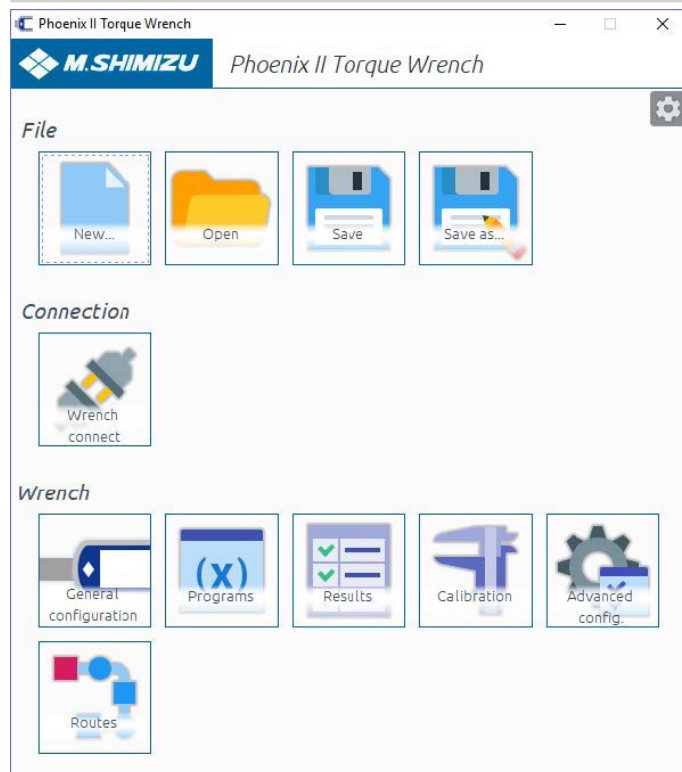 Phoenix II Torque Wrench
M.SHIMIZU
Phoenix II Torque Wrench
File
New...
Open
Save
Save as...
Connection
Wrench
connect
Wrench
General
configuration
(x)
Programs
Results
Calibration
Advanced
config.
Routes